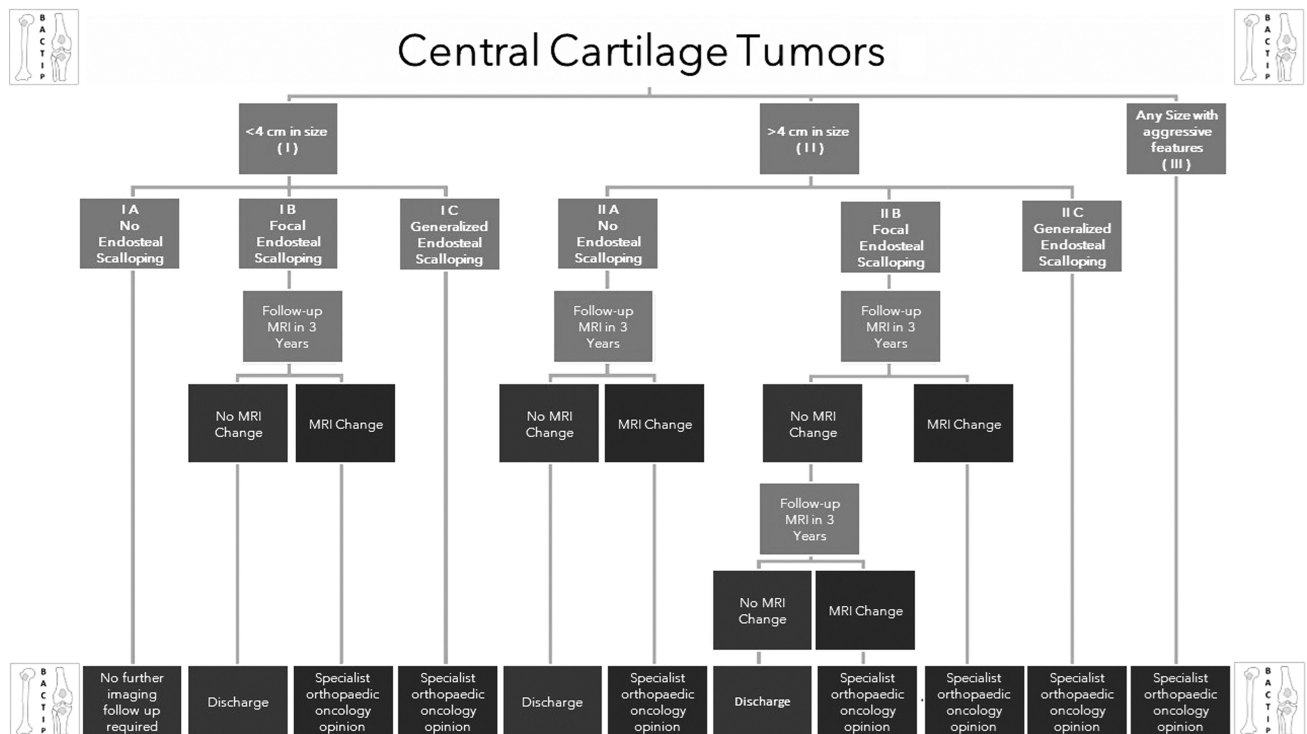 B
A
C
T
I
P
Central Cartilage Tumors
B
A
C
T
I
P
<4 cm in size
( I )
>4 cm in size
( I I )
Any Size with
aggressive
features
( III )
I A
No
Endosteal
Scalloping
I B
Focal
Endosteal
Scalloping
I C
Generalized
Endosteal
Scalloping
II A
No
Endosteal
Scalloping
II B
Focal
Endosteal
Scalloping
II C
Generalized
Endosteal
Scalloping
Follow-up
MRI in 3
Years
Follow-up
MRI in 3
Years
Follow-up
MRI in 3
Years
No MRI
Change
MRI Change
No MRI
Change
MRI Change
No MRI
Change
MRI Change
Follow-up
MRI in 3
Years
No MRI
Change
MRI Change
B
A
C
T
I
P
No further
imaging
follow up
required
Discharge
Specialist
orthopaedic
oncology
opinion
Specialist
orthopaedic
oncology
opinion
Discharge
Specialist
orthopaedic
oncology
opinion
Discharge
Specialist
orthopaedic
oncology
opinion
Specialist
orthopaedic
oncology
opinion
Specialist
orthopaedic
oncology
opinion
Specialist
orthopaedic
oncology
opinion
B
A
C
T
I
P